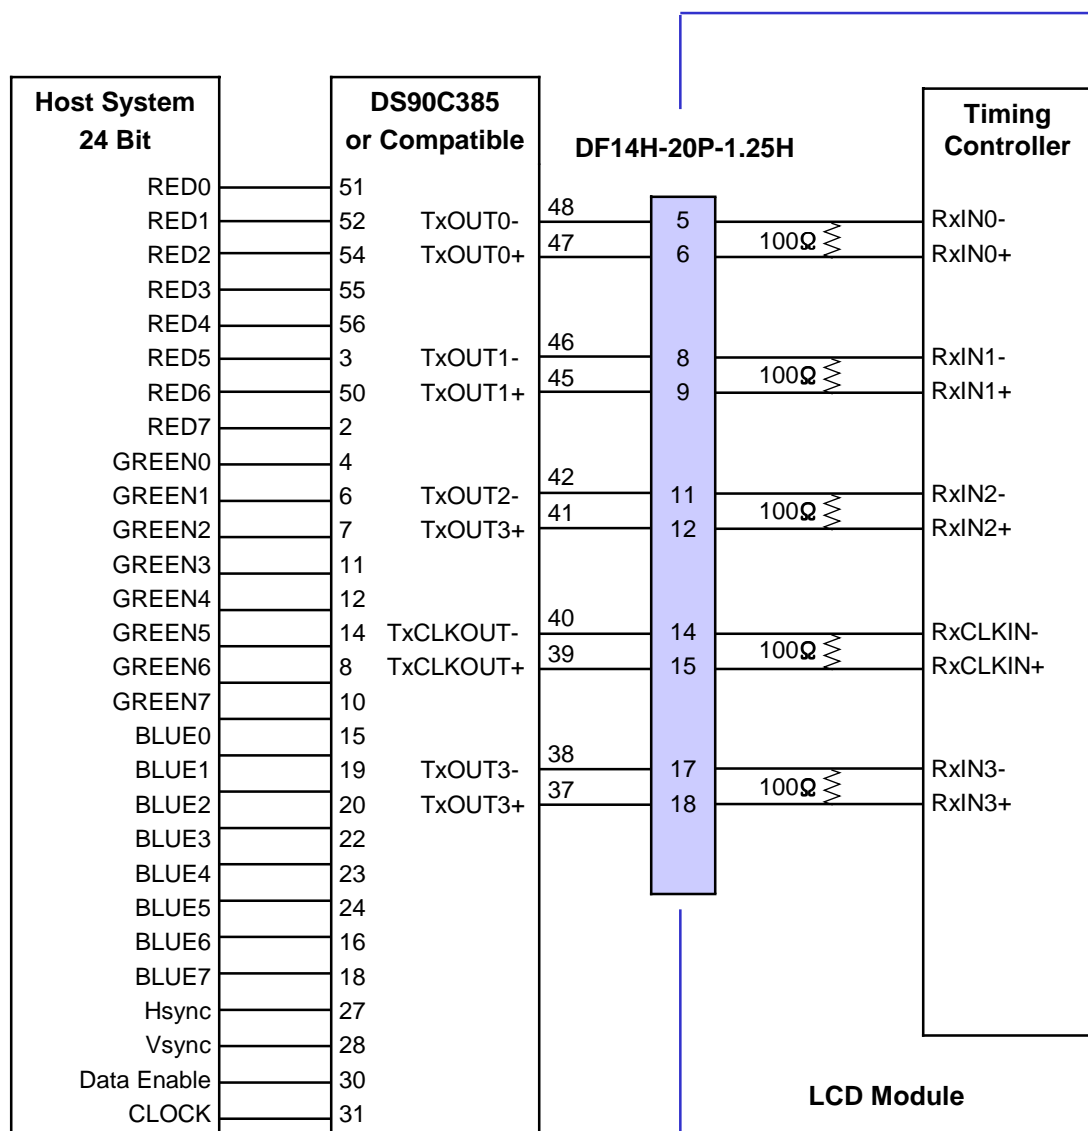 Host System
24 Bit
DS90C385
or Compatible
DF14H-20P-1.25H
Timing
Controller
RED0 51
RED1 52 TxOUT0- 48 5 RxIN0-
100Ω
RED2 54 TxOUT0+ 47 6 RxIN0+
RED3 55
RED4 56
RED5 3 TxOUT1- 46 8 RxIN1-
100Ω
RED6 50 TxOUT1+ 45 9 RxIN1+
RED7 2
GREEN0 4
GREEN1 6 TxOUT2- 42 11 RxIN2-
100Ω
GREEN2 7 TxOUT3+ 41 12 RxIN2+
GREEN3 11
GREEN4 12
GREEN5 14 TxCLKOUT- 40 14 RxCLKIN-
100Ω
GREEN6 8 TxCLKOUT+ 39 15 RxCLKIN+
GREEN7 10
BLUE0 15
BLUE1 19 TxOUT3- 38 17 RxIN3-
100Ω
BLUE2 20 TxOUT3+ 37 18 RxIN3+
BLUE3 22
BLUE4 23
BLUE5 24
BLUE6 16
BLUE7 18
Hsync 27
Vsync 28
Data Enable 30
CLOCK 31
LCD Module